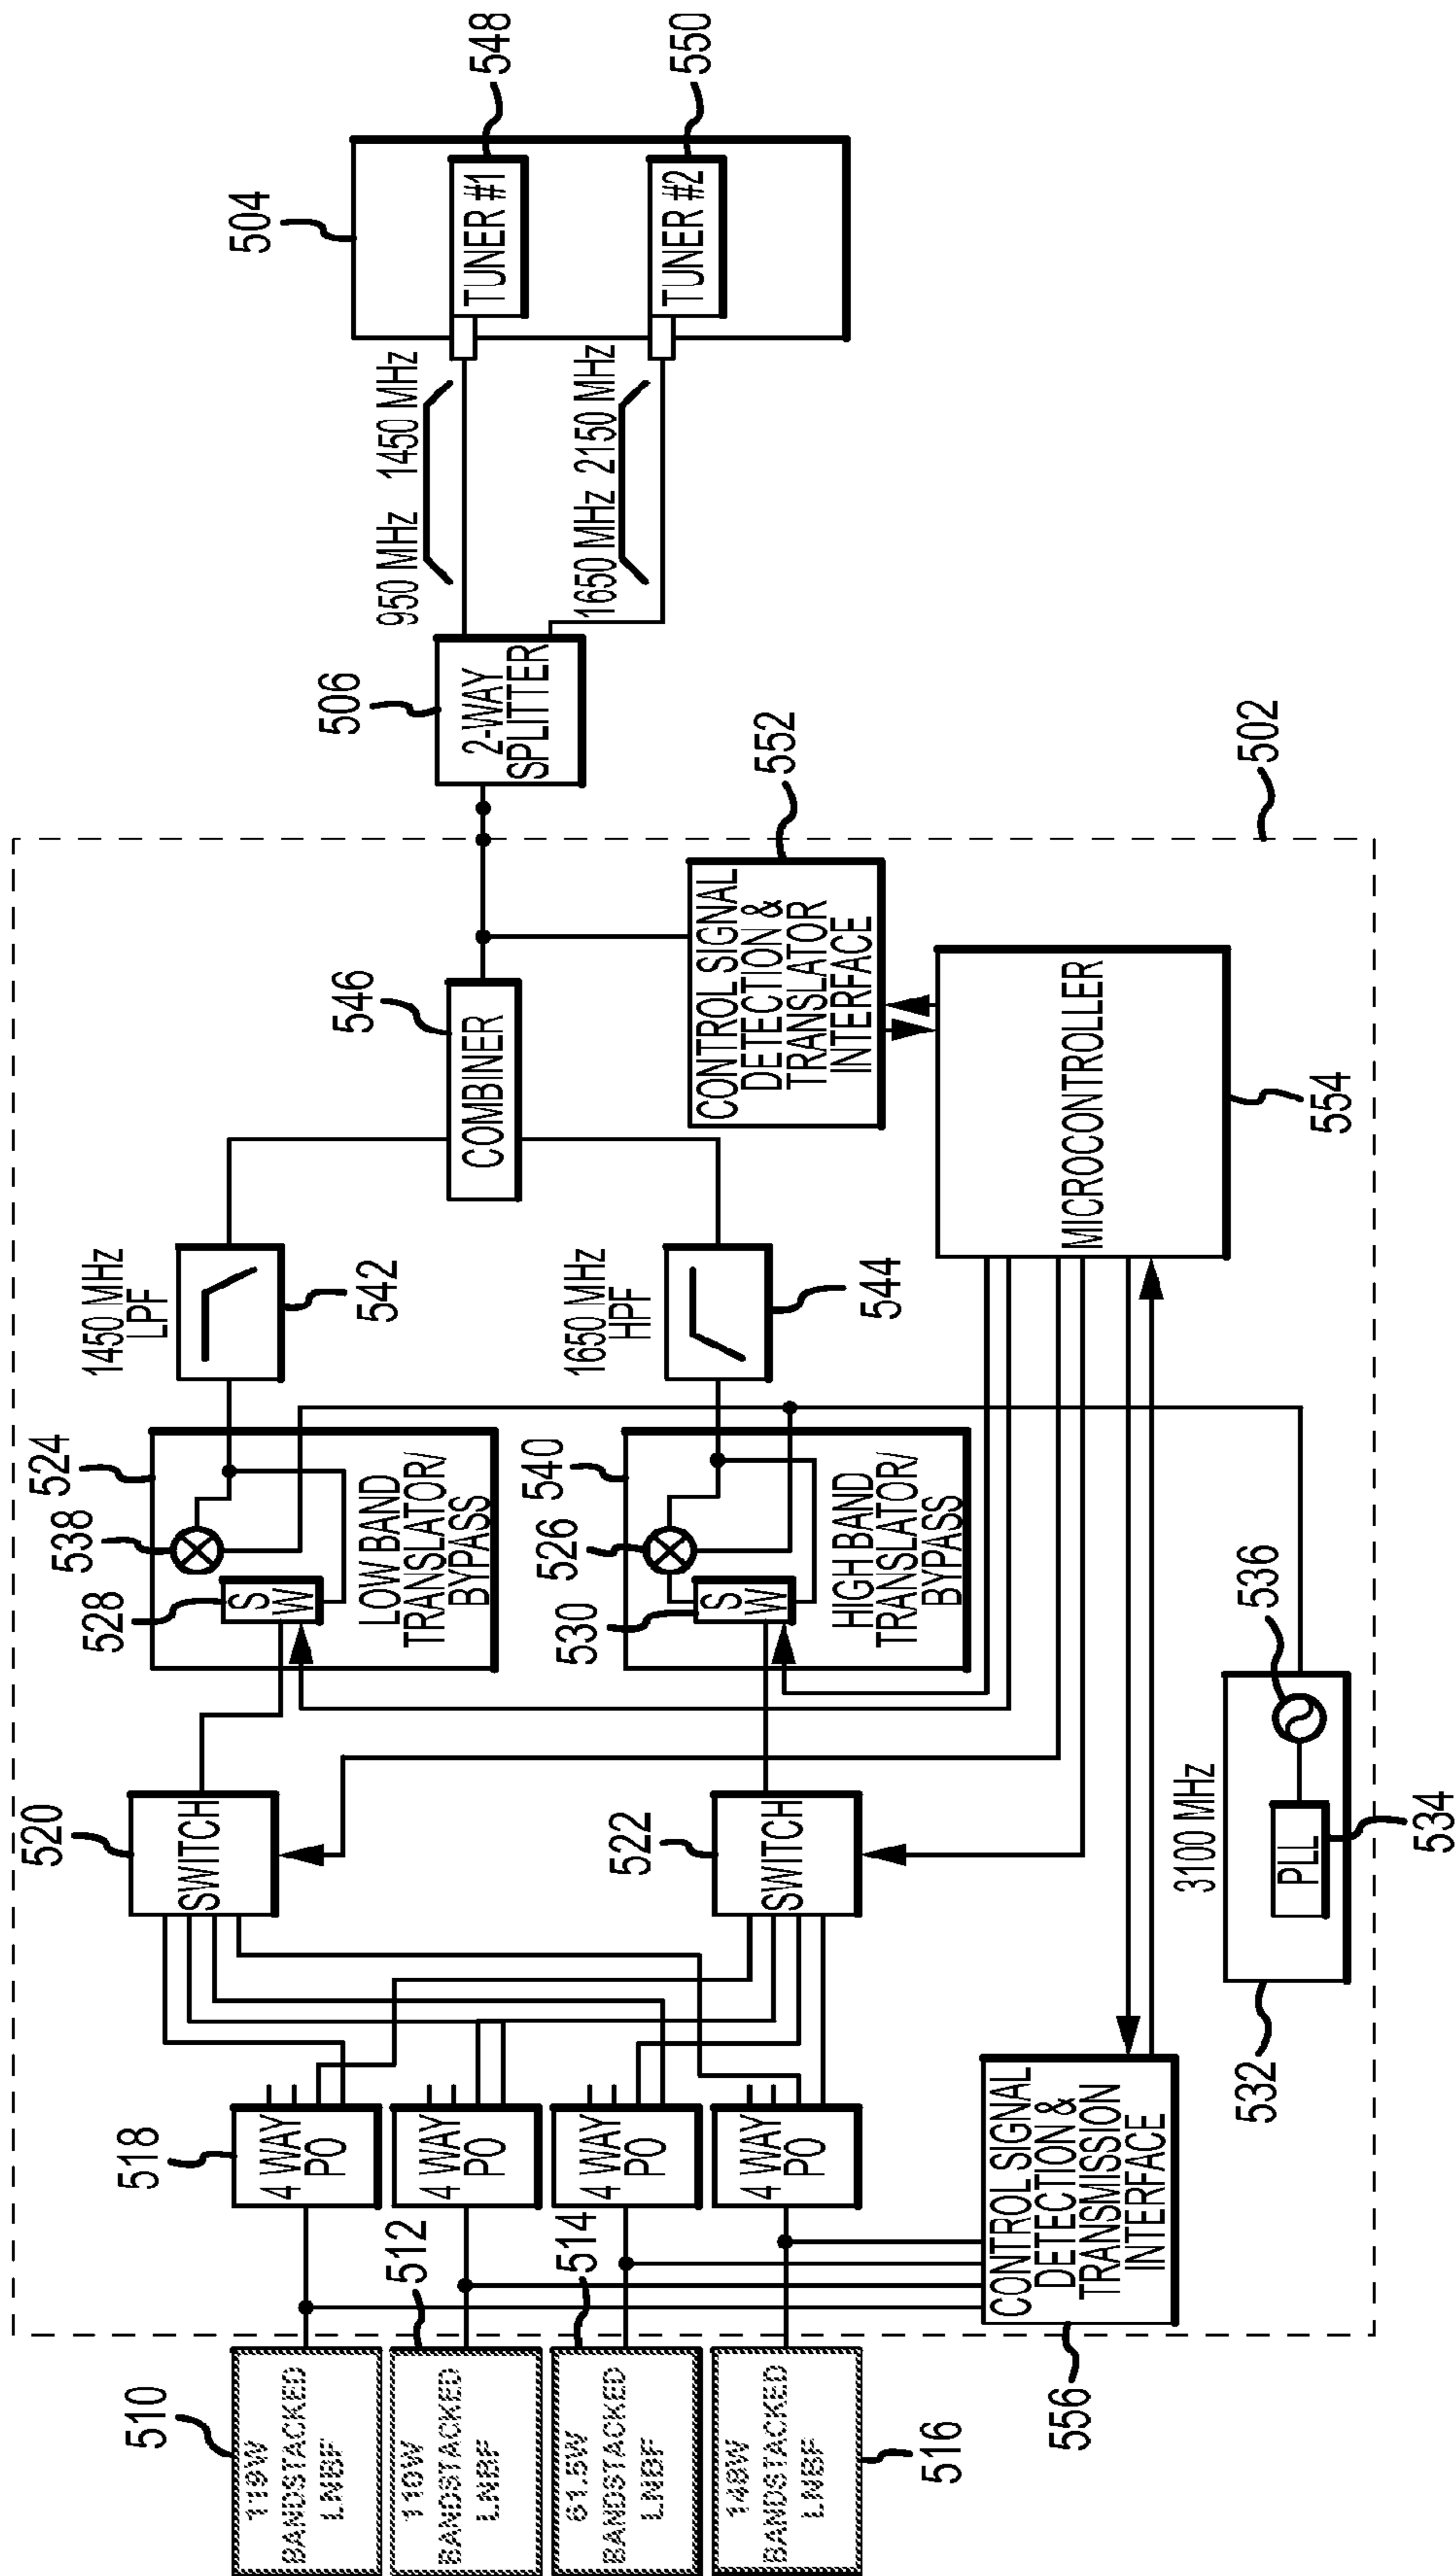 510
119W
BANDSTACKED
LNBF
512
110W
BANDSTACKED
LNBF
514
61.5W
BANDSTACKED
LNBF
516
148W
BANDSTACKED
LNBF
518
4 WAY
PO
4 WAY
PO
4 WAY
PO
4 WAY
PO
556
CONTROL SIGNAL
DETECTION &
TRANSMISSION
INTERFACE
520
SWITCH
522
SWITCH
532
3100 MHz
PLL
534
536
524
538
528
S
W
LOW BAND
TRANSLATOR/
BYPASS
540
526
530
S
W
HIGH BAND
TRANSLATOR/
BYPASS
1450 MHz
LPF
542
1650 MHz
HPF
544
546
COMBINER
552
CONTROL SIGNAL
DETECTION &
TRANSLATOR
INTERFACE
MICROCONTROLLER
554
502
506
2-WAY
SPLITTER
950 MHz 1450 MHz
1650 MHz 2150 MHz
504
TUNER #1
548
TUNER #2
550